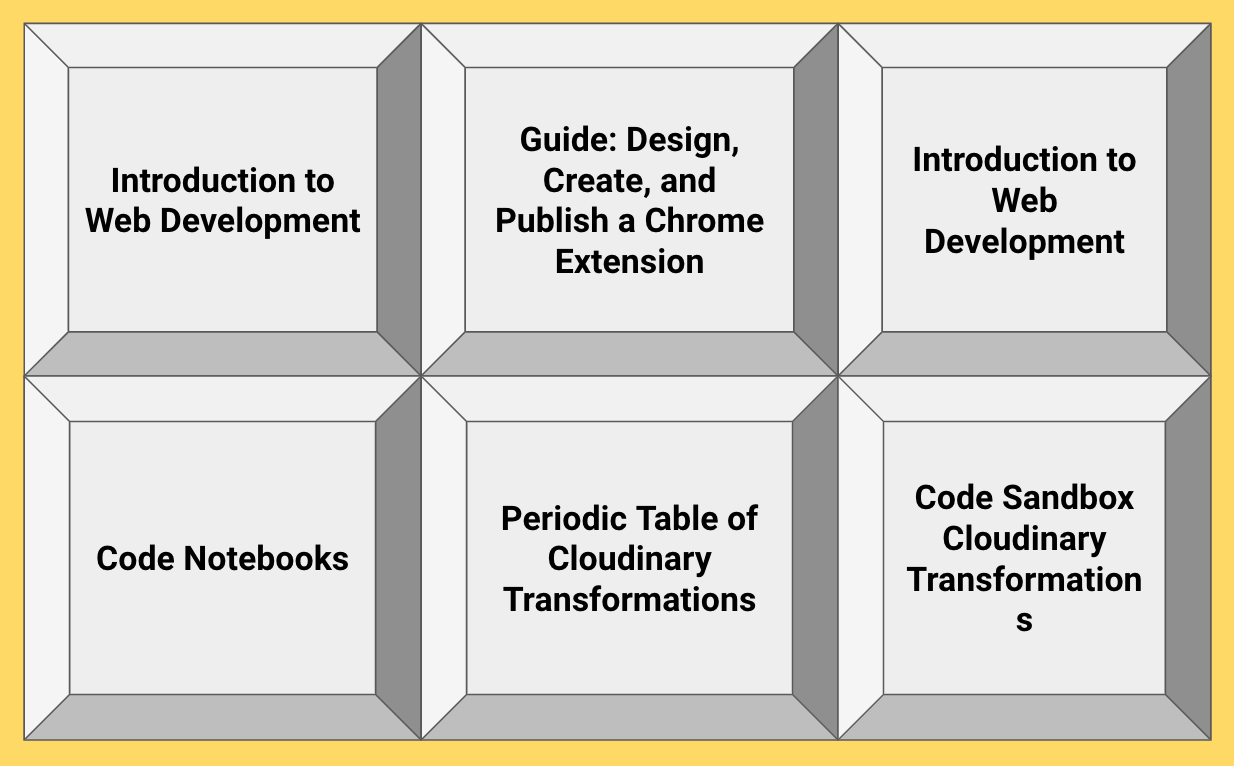 Introduction to
Web Development
Guide: Design,
Create, and
Publish a Chrome
Extension
Introduction to
Web
Development
Code Notebooks
Periodic Table of
Cloudinary
Transformations
Code Sandbox
Cloudinary
Transformation
s